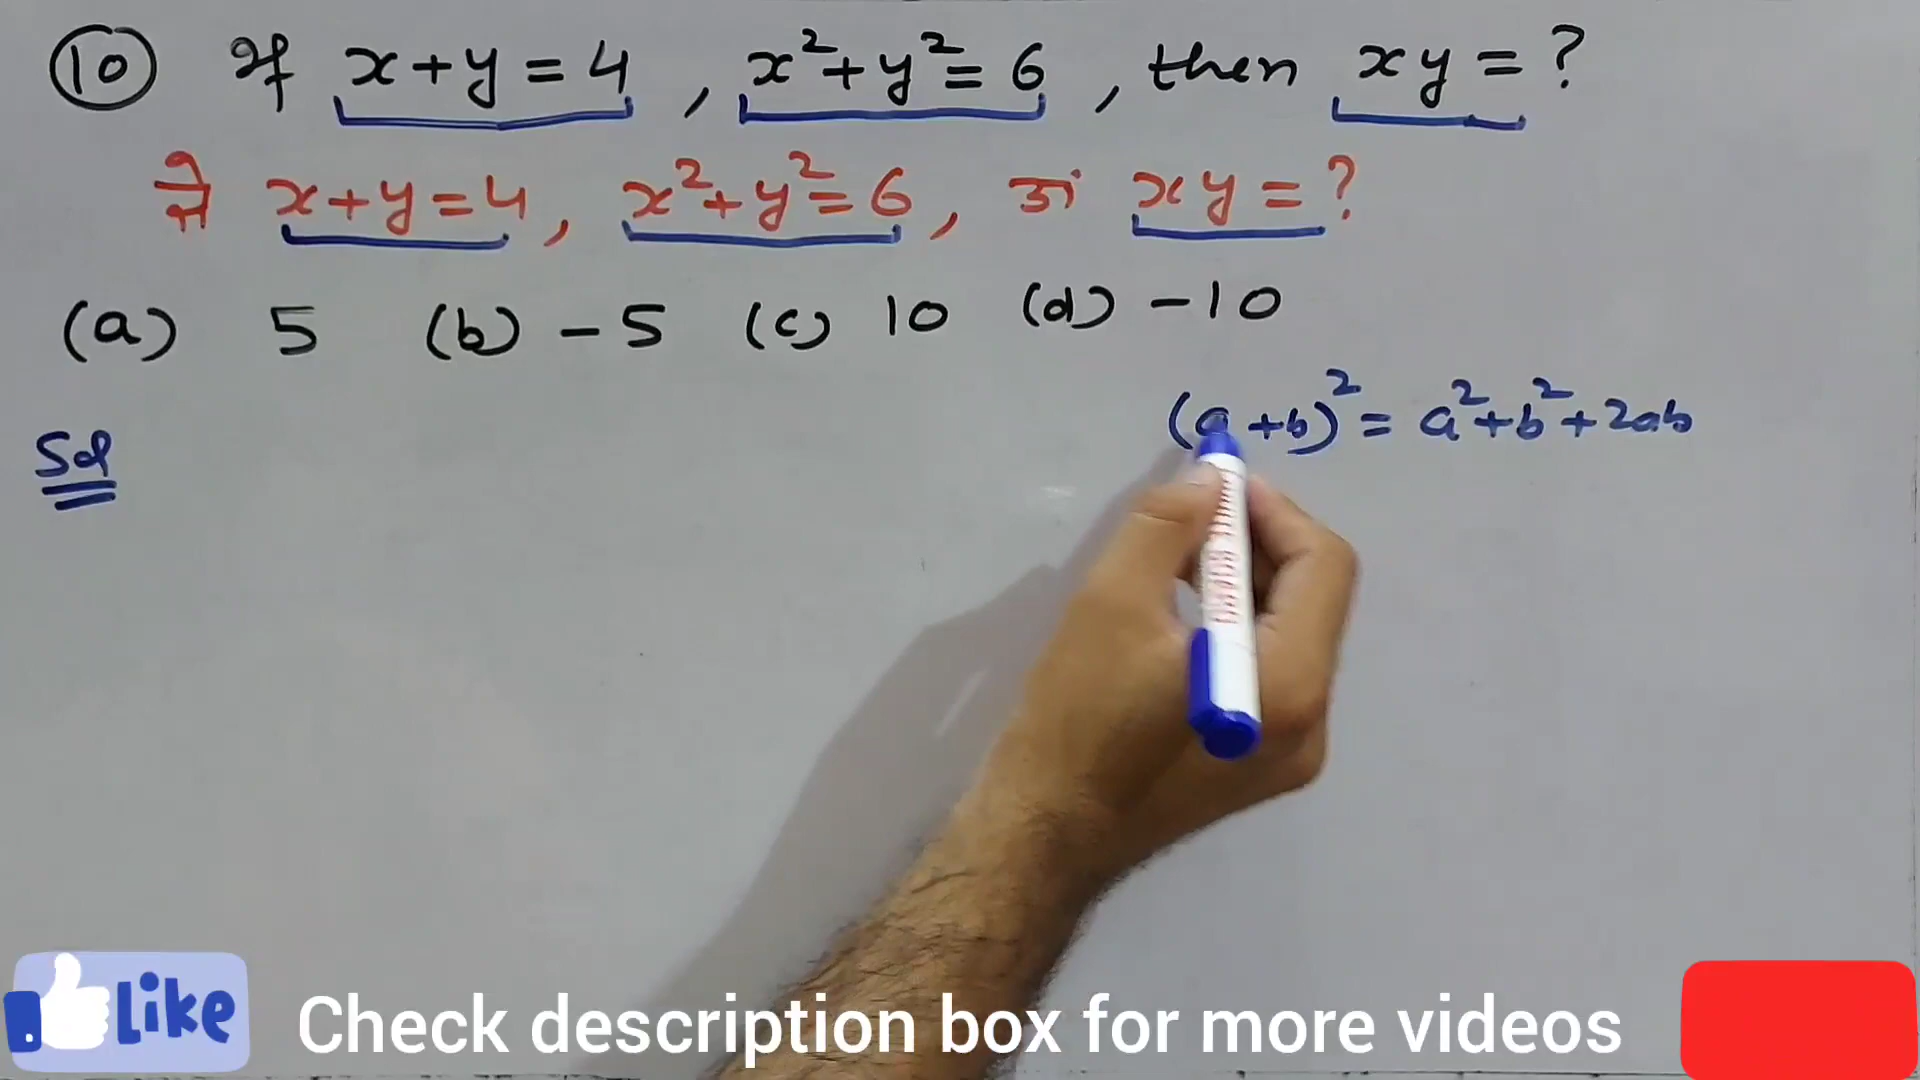 (10) If x+y=4, x²+y²=6, then xy=?
ਜੇ x+y=4, x²+y²=6, ਤਾਂ xy=?
(a) 5 (b) -5 (c) 10 (d) -10
(a+b)²= a²+b²+2ab
Sol
Like
Check description box for more videos